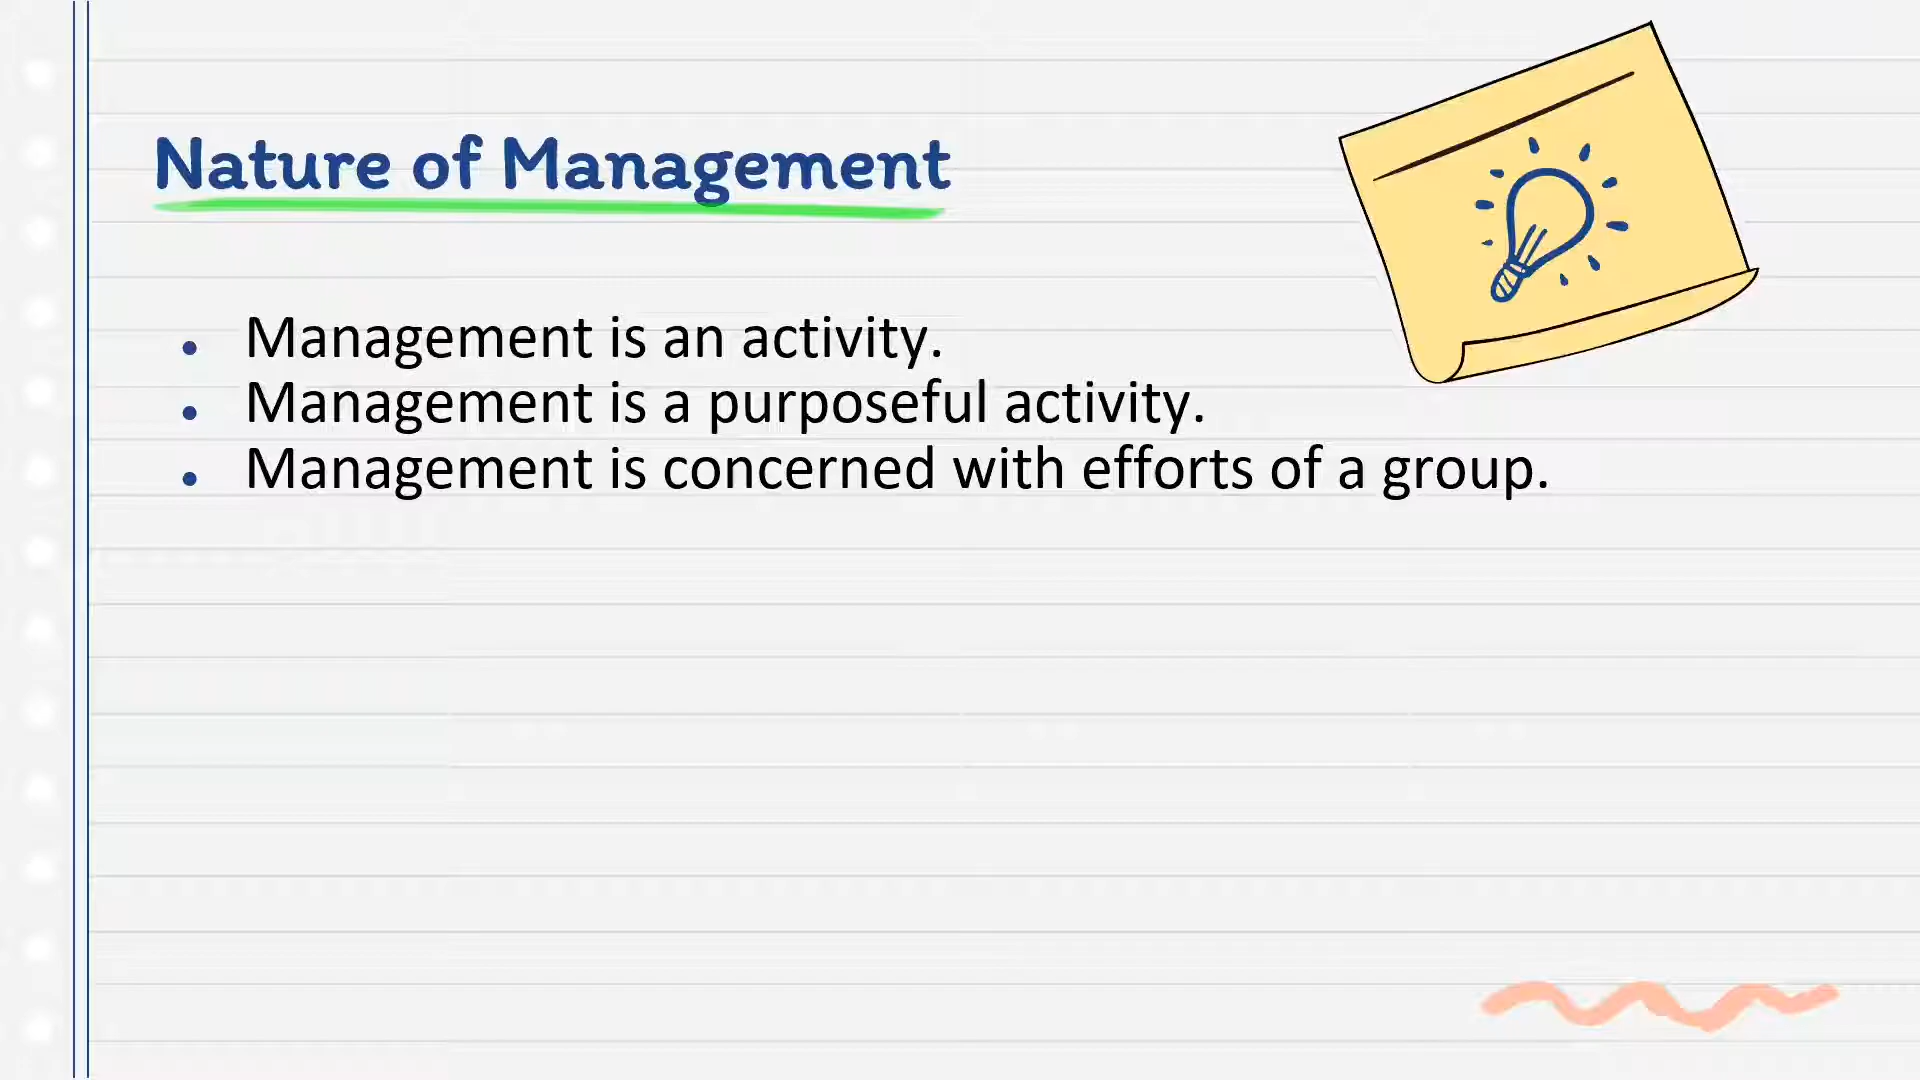 Nature of Management
• Management is an activity.
• Management is a purposeful activity.
• Management is concerned with efforts of a group.